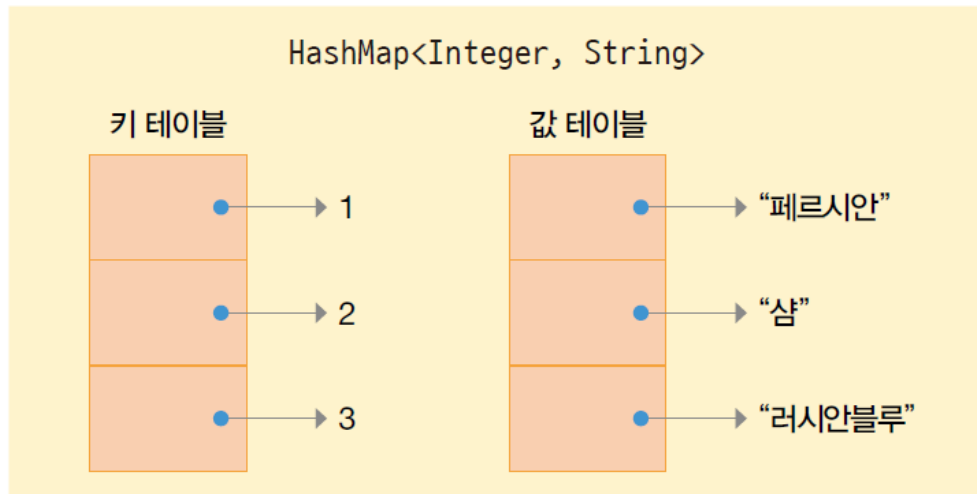 HashMap<Integer, String>
키 테이블
값 테이블
1
“페르시안”
2
“샴”
3
“러시안블루”